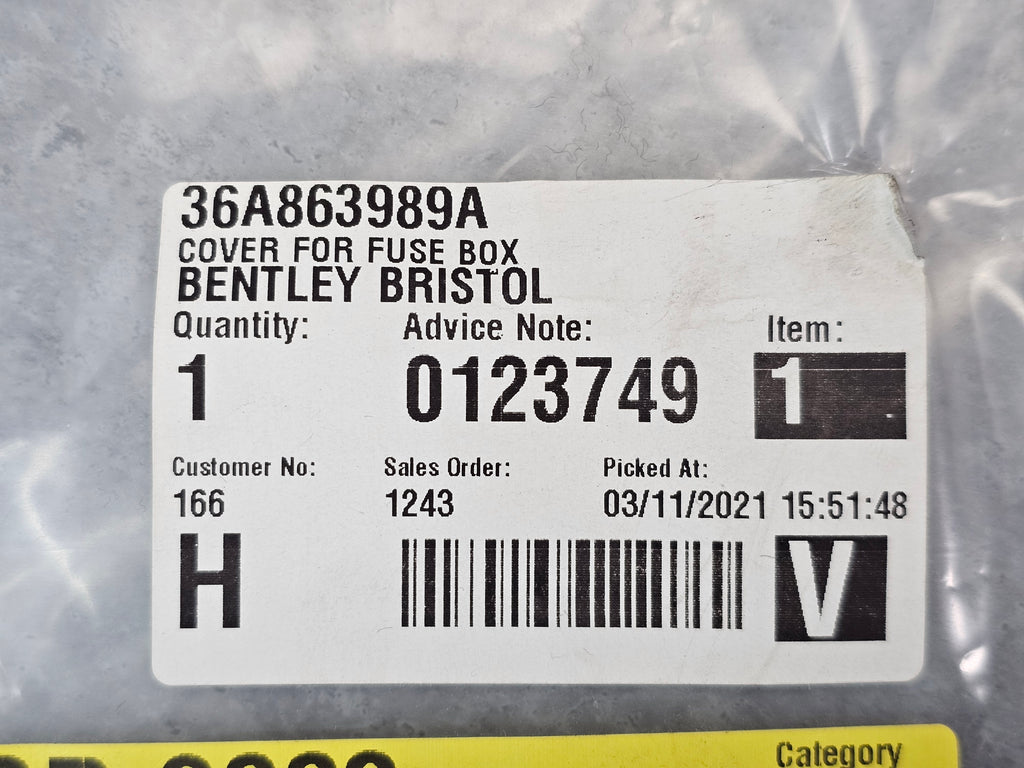 36A863989A
COVER FOR FUSE BOX
BENTLEY BRISTOL
Quantity: Advice Note: Item:
1 0123749 1
Customer No: Sales Order: Picked At:
166 1243 03/11/2021 15:51:48
H V
Category